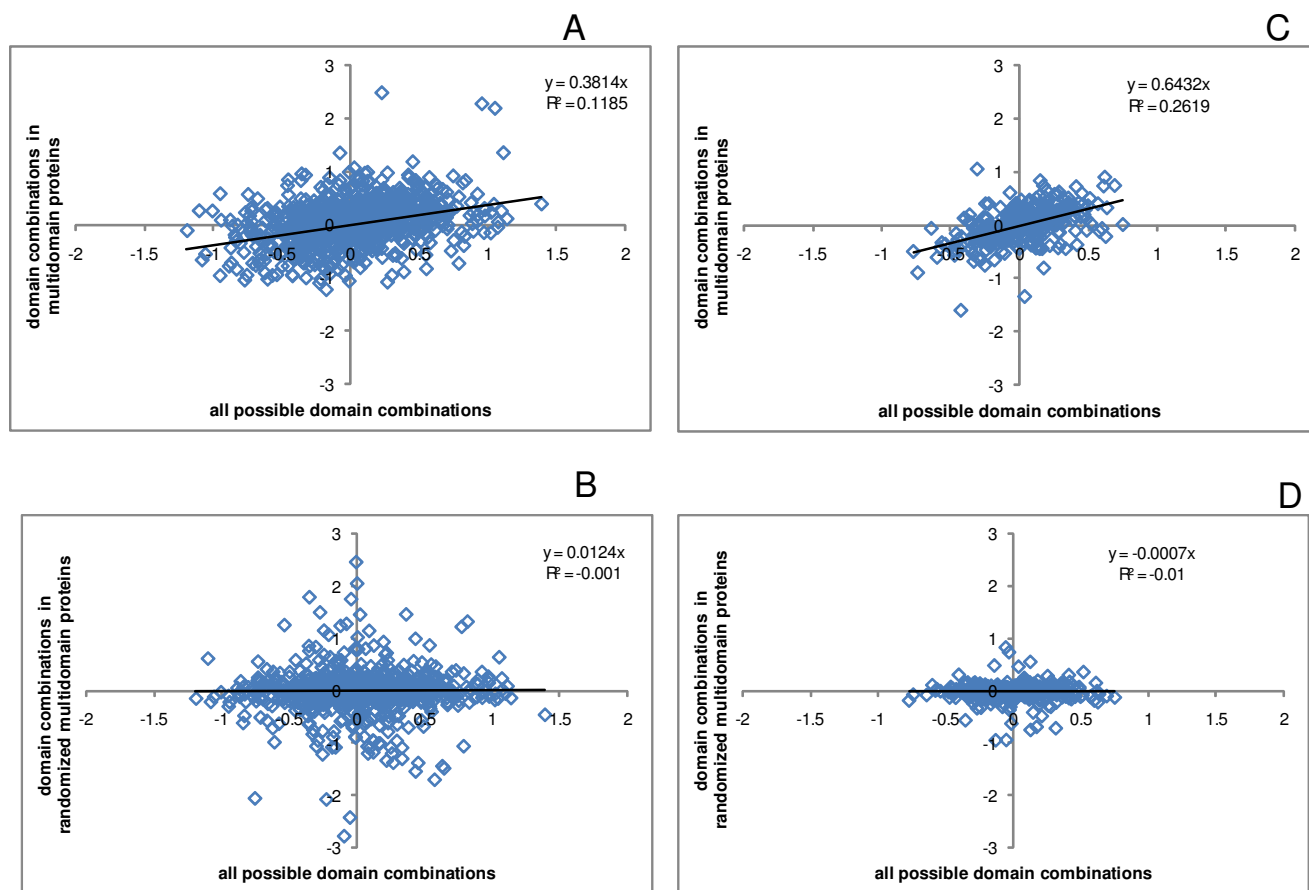 A
3
2
1
0
-1
-2
-3
-2
-1.5
-1
-0.5
0
0.5
1
1.5
2
y = 0.3814x
R² = 0.1185
domain combinations in
multidomain proteins
all possible domain combinations
C
3
2
1
0
-1
-2
-3
-2
-1.5
-1
-0.5
0
0.5
1
1.5
2
y = 0.6432x
R² = 0.2619
domain combinations in
multidomain proteins
all possible domain combinations
B
3
2
1
0
-1
-2
-3
-2
-1.5
-1
-0.5
0
0.5
1
1.5
2
y = 0.0124x
R² = -0.001
domain combinations in
randomized multidomain proteins
all possible domain combinations
D
3
2
1
0
-1
-2
-3
-2
-1.5
-1
-0.5
0
0.5
1
1.5
2
y = -0.0007x
R² = -0.01
domain combinations in
randomized multidomain proteins
all possible domain combinations